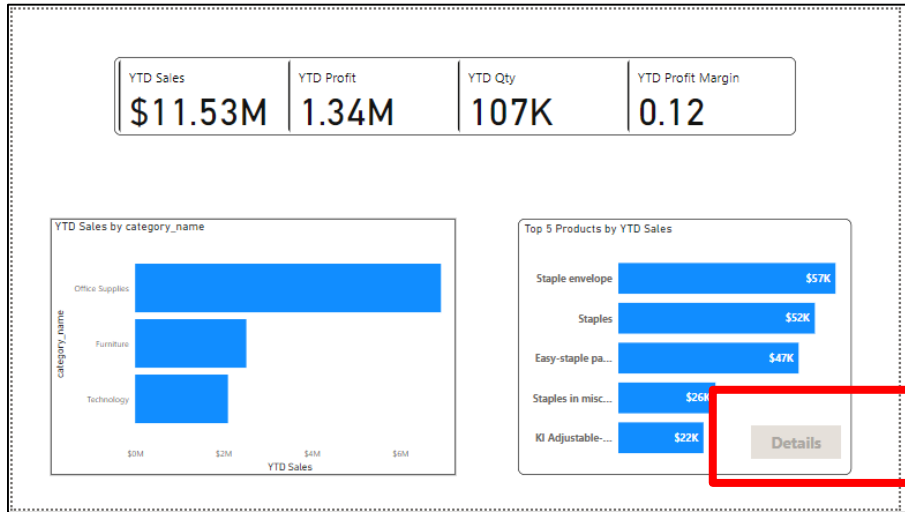 YTD Sales
$11.53M
YTD Profit
1.34M
YTD Qty
107K
YTD Profit Margin
0.12
YTD Sales by category_name
category_name
Office Supplies
Furniture
Technology
$0M $2M $4M $6M
YTD Sales
Top 5 Products by YTD Sales
Staple envelope $57K
Staples $52K
Easy-staple pa... $47K
Staples in misc... $26K
KI Adjustable-... $22K
Details